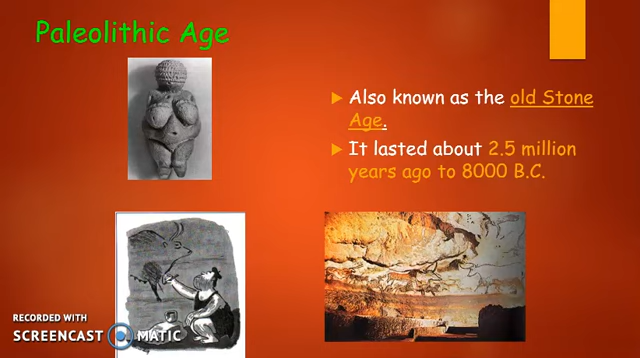 Paleolithic Age
Also known as the old Stone
Age.
It lasted about 2.5 million
years ago to 8000 B.C.
RECORDED WITH
SCREENCAST MATIC